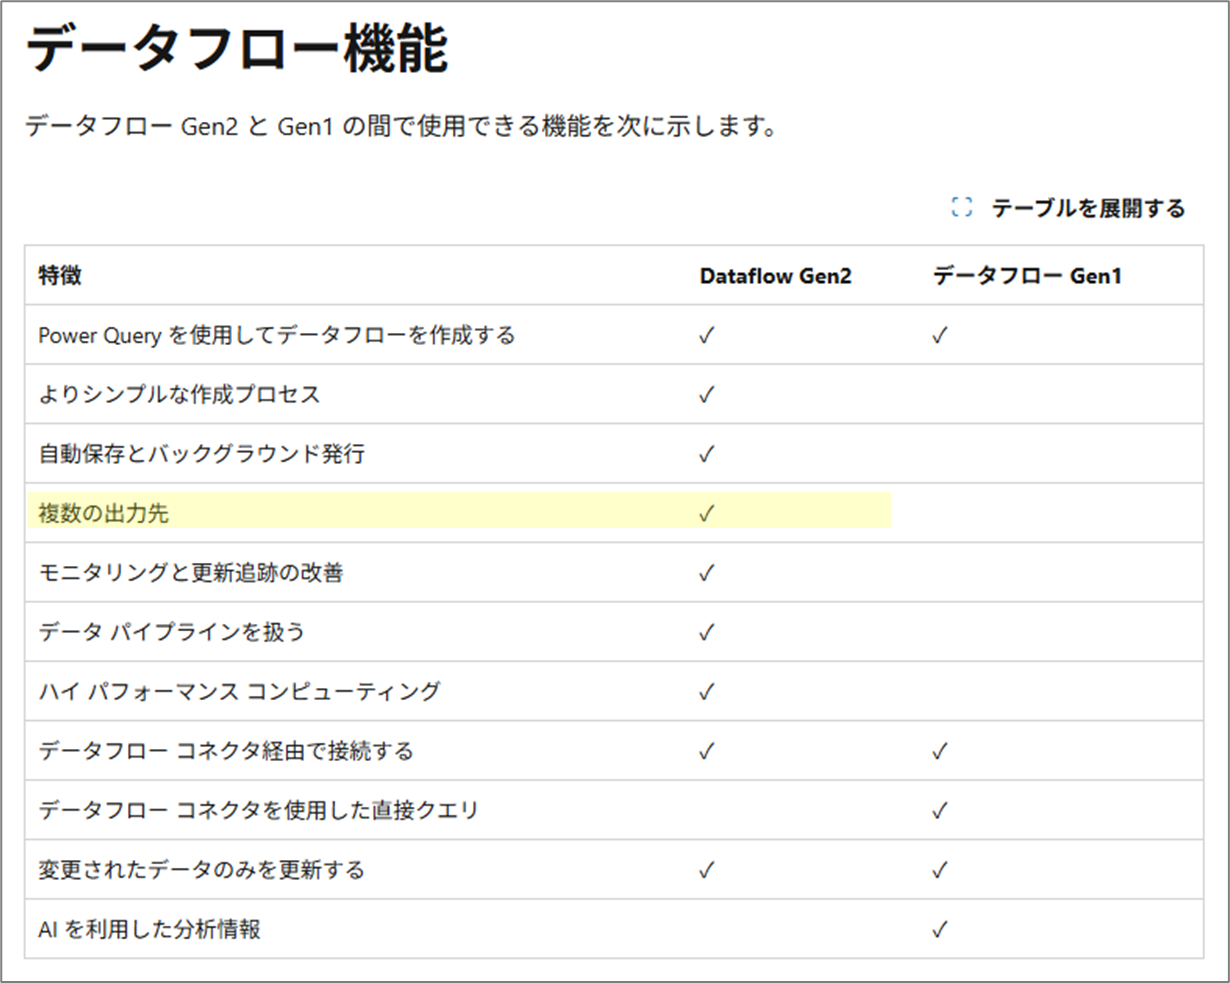 データフロー機能
データフロー Gen2 と Gen1 の間で使用できる機能を次に示します。
テーブルを展開する
特徴 Dataflow Gen2 データフロー Gen1
Power Query を使用してデータフローを作成する ✓ ✓
よりシンプルな作成プロセス ✓
自動保存とバックグラウンド発行 ✓
複数の出力先 ✓
モニタリングと更新追跡の改善 ✓
データ パイプラインを扱う ✓
ハイ パフォーマンス コンピューティング ✓
データフロー コネクタ経由で接続する ✓ ✓
データフロー コネクタを使用した直接クエリ ✓
変更されたデータのみを更新する ✓ ✓
AI を利用した分析情報 ✓